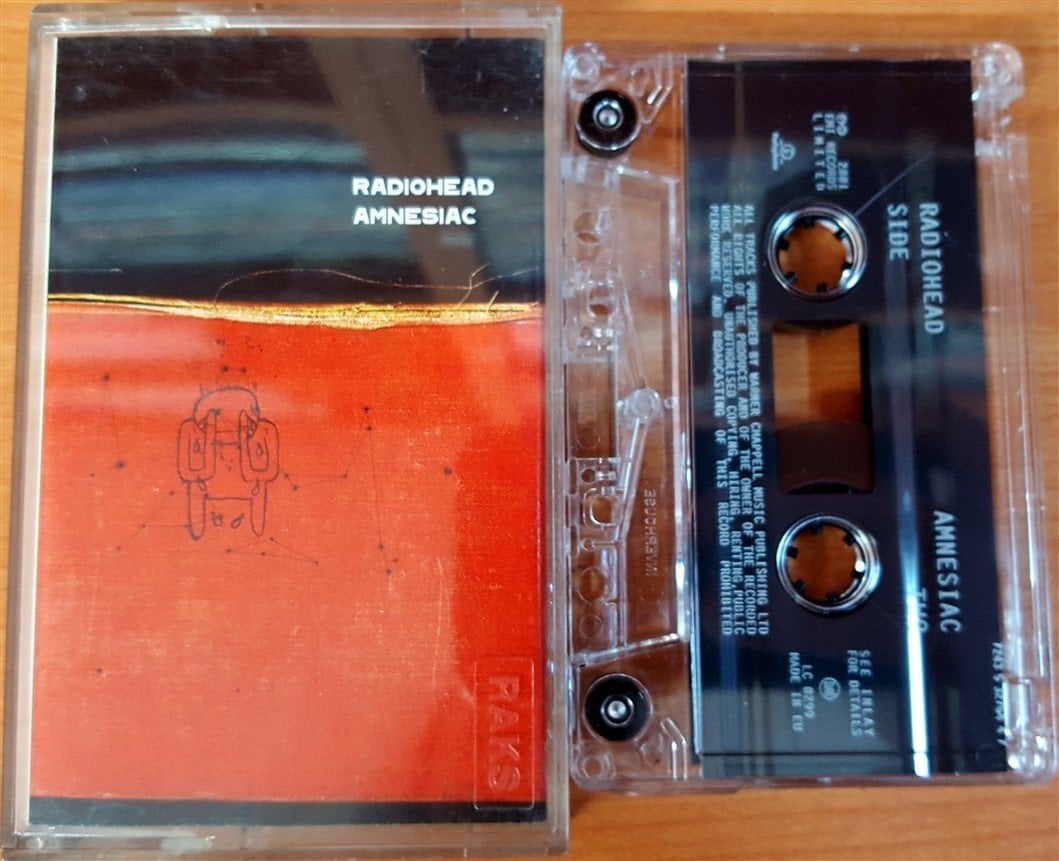 RADIOHEAD
AMNESIAC
RAKS
RADIOHEAD AMNESIAC
SIDE TWO
℗© 2001
EMI RECORDS
LIMITED
ALL TRACKS PUBLISHED BY WARNER CHAPPELL MUSIC PUBLISHING LTD
ALL RIGHTS OF THE PRODUCER AND OF THE OWNER OF THE RECORDED
WORK RESERVED. UNAUTHORISED COPYING, HIRING, RENTING, PUBLIC
PERFORMANCE AND BROADCASTING OF THIS RECORD PROHIBITED
SEE INLAY
FOR DETAILS
LC 0299
MADE IN EU